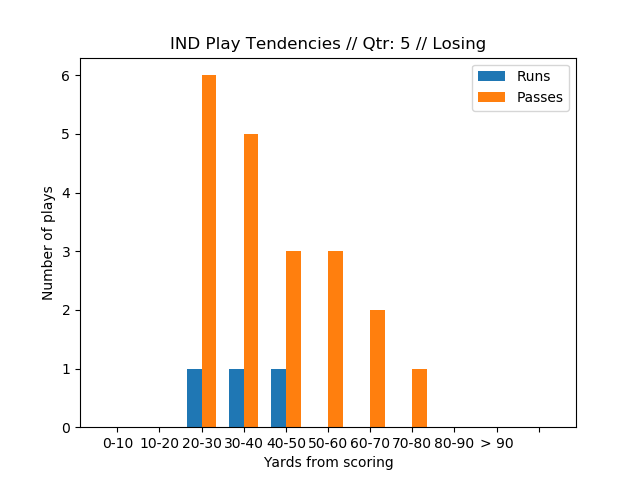 IND Play Tendencies // Qtr: 5 // Losing
Runs
Passes
Number of plays
6
5
4
3
2
1
0
0-10 10-20 20-30 30-40 40-50 50-60 60-70 70-80 80-90 > 90
Yards from scoring